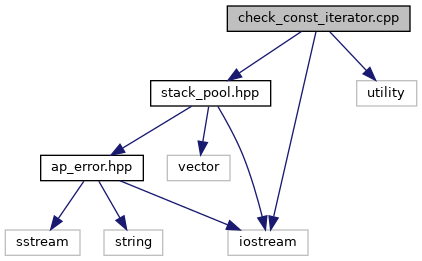 check_const_iterator.cpp
stack_pool.hpp
utility
ap_error.hpp
vector
sstream
string
iostream